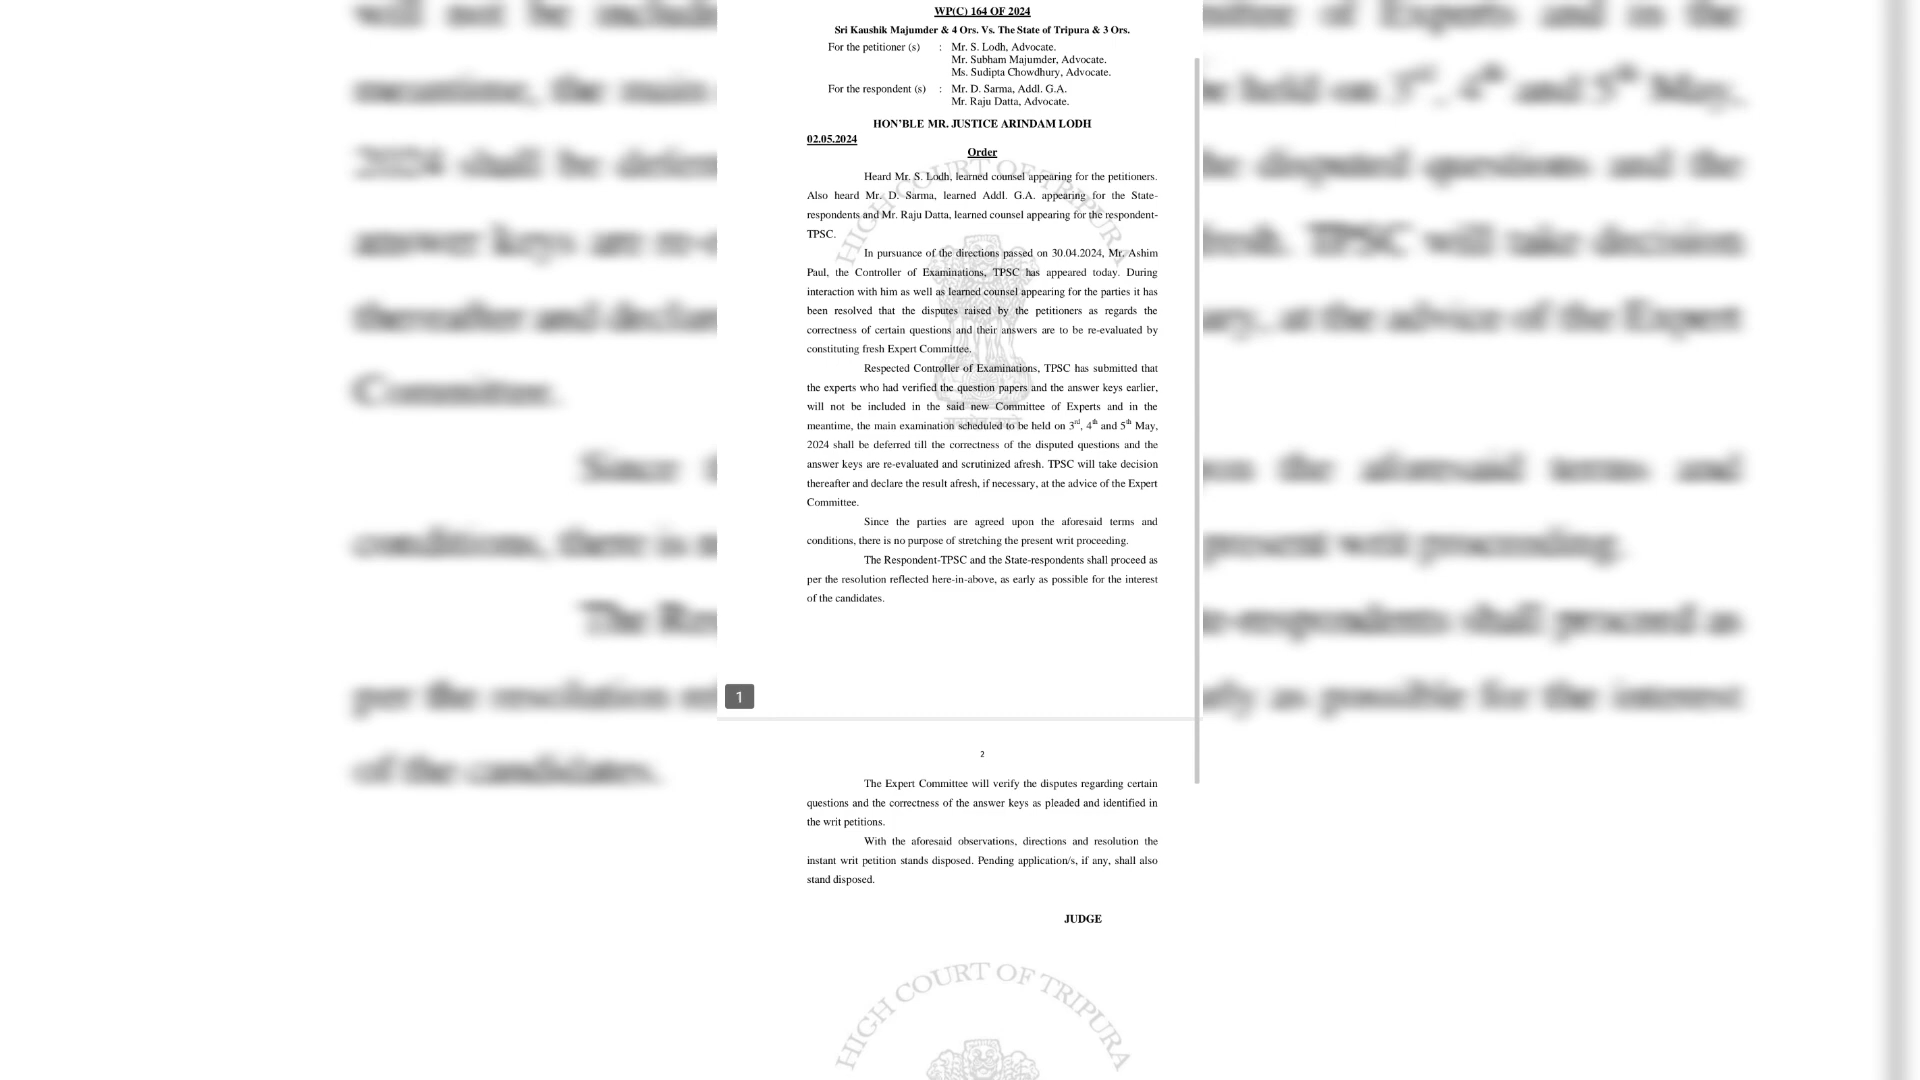 WP(C) 164 OF 2024
Sri Kaushik Majumder & 4 Ors. Vs. The State of Tripura & 3 Ors.
For the petitioner (s) : Mr. S. Lodh, Advocate.
Mr. Subham Majumder, Advocate.
Ms. Sudipta Chowdhury, Advocate.
For the respondent (s) : Mr. D. Sarma, Addl. G.A.
Mr. Raju Datta, Advocate.
HON'BLE MR. JUSTICE ARINDAM LODH
02.05.2024
Order
HIGH COURT OF TRIPURA
Heard Mr. S. Lodh, learned counsel appearing for the petitioners.
Also heard Mr. D. Sarma, learned Addl. G.A. appearing for the State-
respondents and Mr. Raju Datta, learned counsel appearing for the respondent-
TPSC.
In pursuance of the directions passed on 30.04.2024, Mr. Ashim
Paul, the Controller of Examinations, TPSC has appeared today. During
interaction with him as well as learned counsel appearing for the parties it has
been resolved that the disputes raised by the petitioners as regards the
correctness of certain questions and their answers are to be re-evaluated by
constituting fresh Expert Committee.
Respected Controller of Examinations, TPSC has submitted that
the experts who had verified the question papers and the answer keys earlier,
will not be included in the said new Committee of Experts and in the
meantime, the main examination scheduled to be held on 3rd, 4th and 5th May,
2024 shall be deferred till the correctness of the disputed questions and the
answer keys are re-evaluated and scrutinized afresh. TPSC will take decision
thereafter and declare the result afresh, if necessary, at the advice of the Expert
Committee.
Since the parties are agreed upon the aforesaid terms and
conditions, there is no purpose of stretching the present writ proceeding.
The Respondent-TPSC and the State-respondents shall proceed as
per the resolution reflected here-in-above, as early as possible for the interest
of the candidates.
1
2
The Expert Committee will verify the disputes regarding certain
questions and the correctness of the answer keys as pleaded and identified in
the writ petitions.
With the aforesaid observations, directions and resolution the
instant writ petition stands disposed. Pending application/s, if any, shall also
stand disposed.
JUDGE
HIGH COURT OF TRIPURA